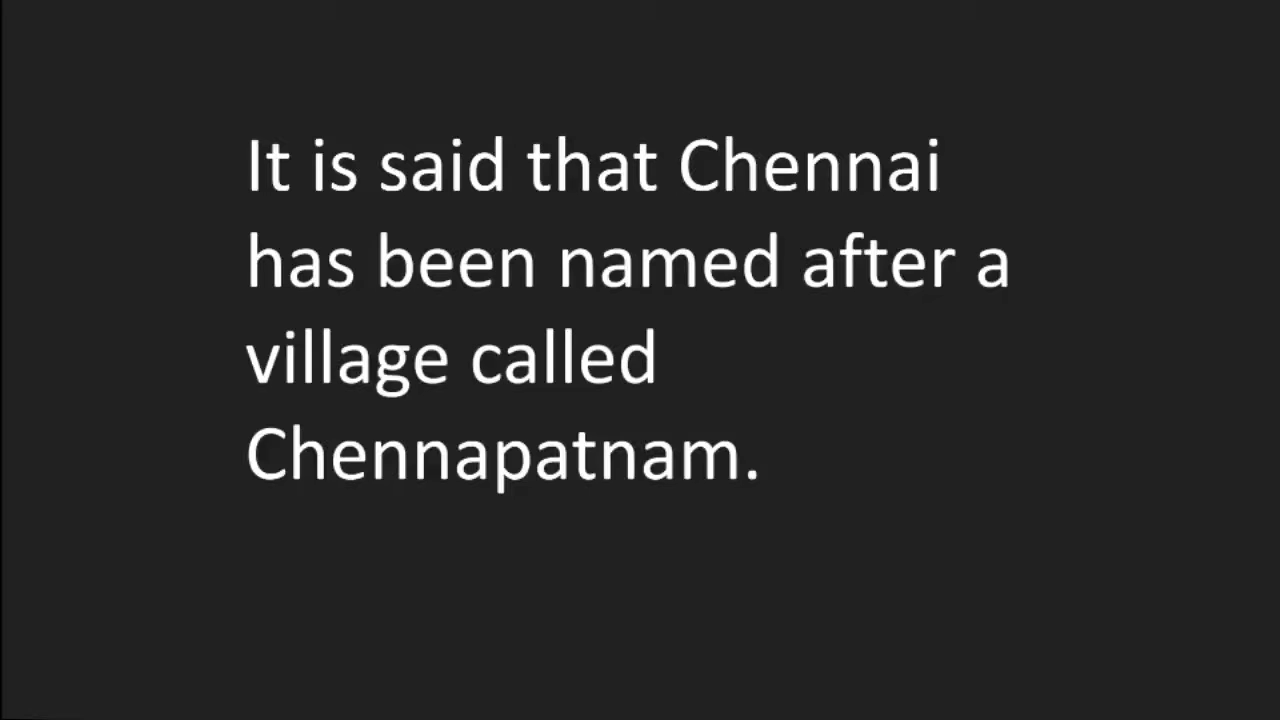 It is said that Chennai
has been named after a
village called
Chennapatnam.